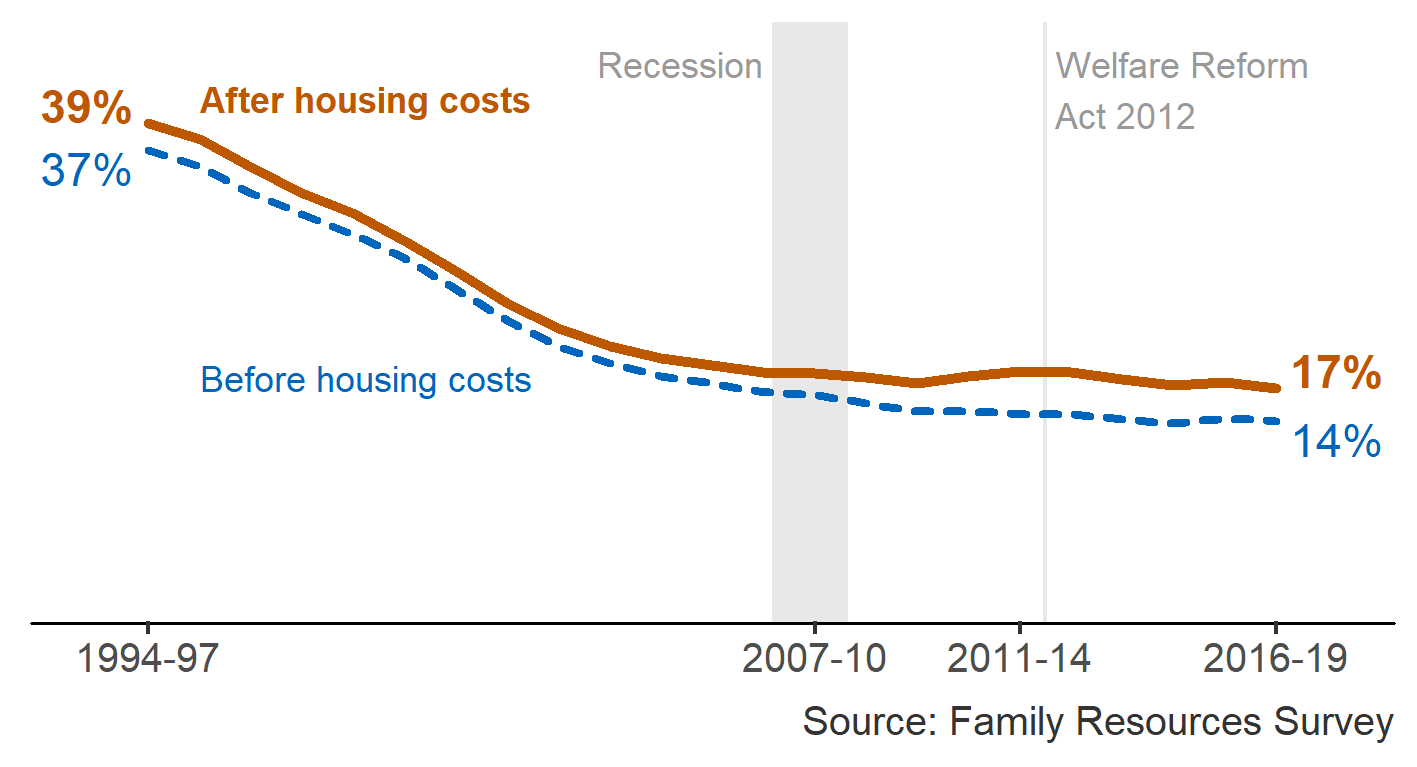 Recession
Welfare Reform
Act 2012
39%
After housing costs
37%
Before housing costs
17%
14%
1994-97
2007-10
2011-14
2016-19
Source: Family Resources Survey